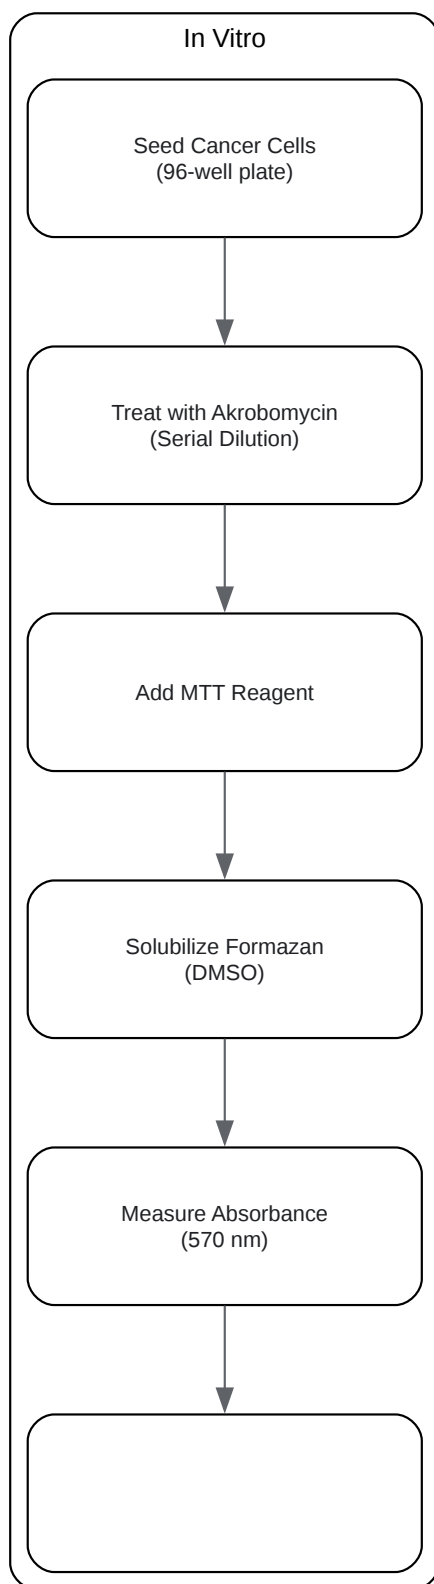 In Vitro
Seed Cancer Cells
(96-well plate)
Treat with Akrobomycin
(Serial Dilution)
Add MTT Reagent
Solubilize Formazan
(DMSO)
Measure Absorbance
(570 nm)